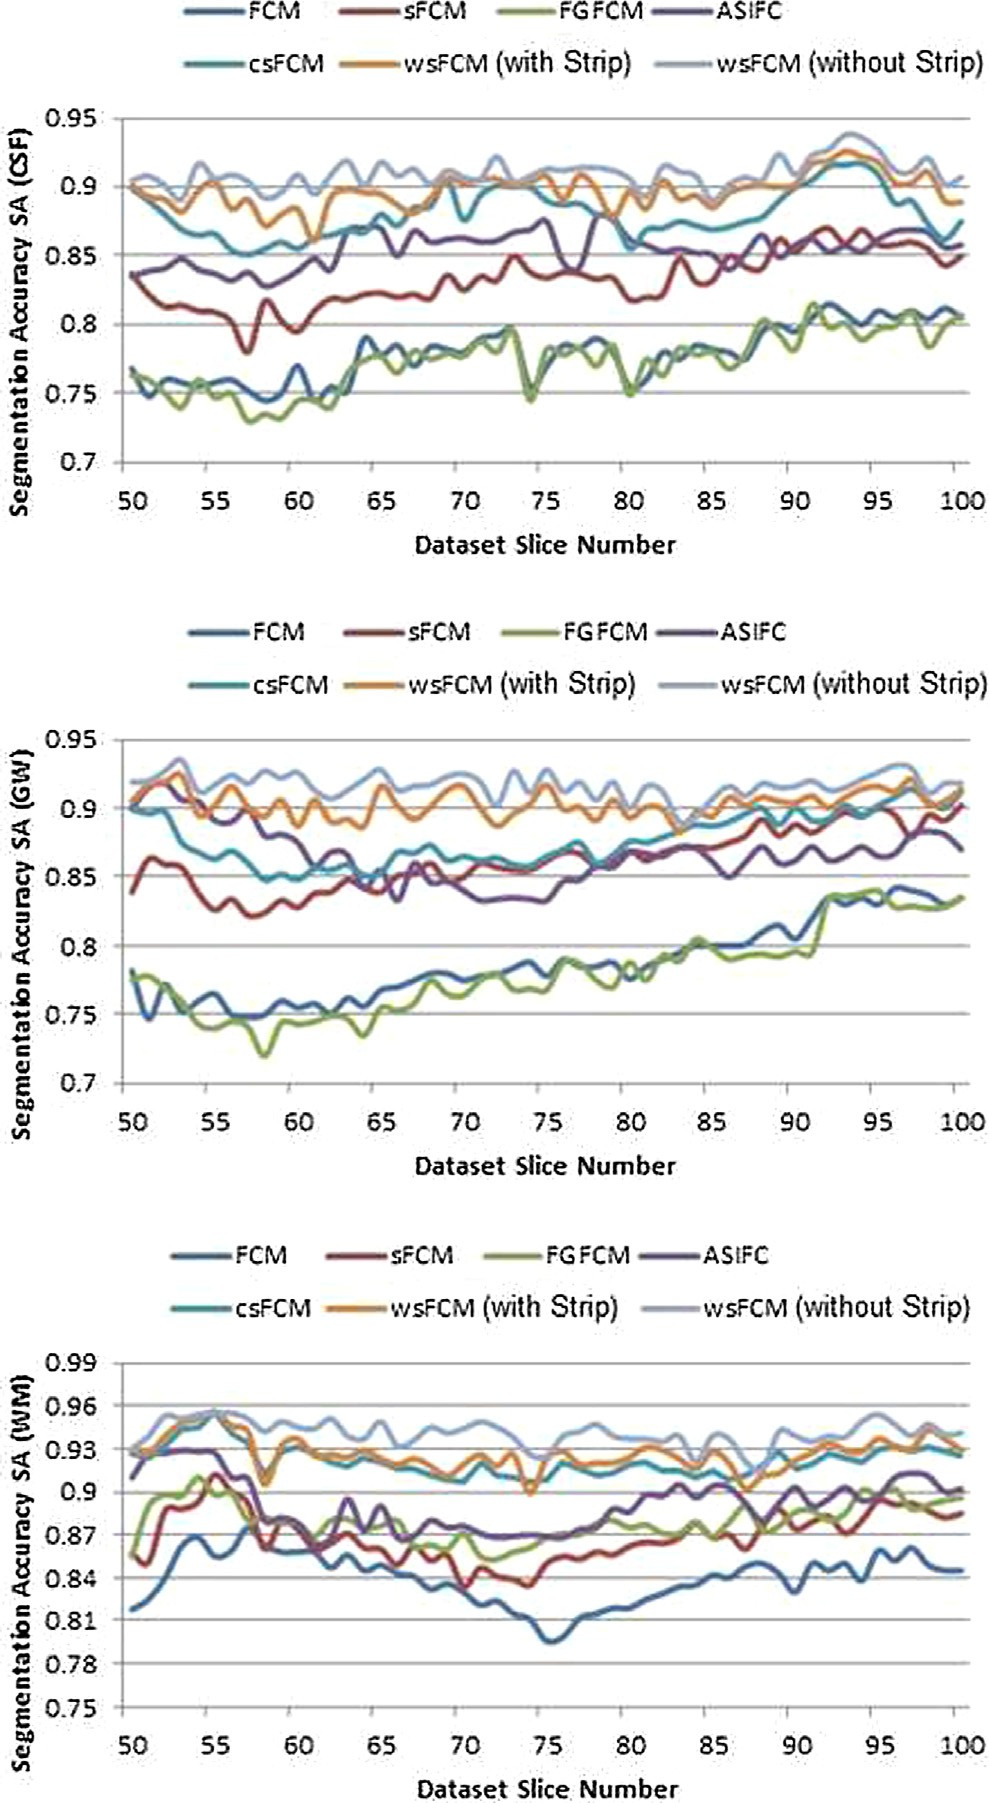 FCM sFCM FGFCM ASIFC
csFCM wsFCM (with Strip) wsFCM (without Strip)
Segmentation Accuracy SA (CSF)
0.95
0.9
0.85
0.8
0.75
0.7
50 55 60 65 70 75 80 85 90 95 100
Dataset Slice Number
FCM sFCM FGFCM ASIFC
csFCM wsFCM (with Strip) wsFCM (without Strip)
Segmentation Accuracy SA (GW)
0.95
0.9
0.85
0.8
0.75
0.7
50 55 60 65 70 75 80 85 90 95 100
Dataset Slice Number
FCM sFCM FGFCM ASIFC
csFCM wsFCM (with Strip) wsFCM (without Strip)
Segmentation Accuracy SA (WM)
0.99
0.96
0.93
0.9
0.87
0.84
0.81
0.78
0.75
50 55 60 65 70 75 80 85 90 95 100
Dataset Slice Number